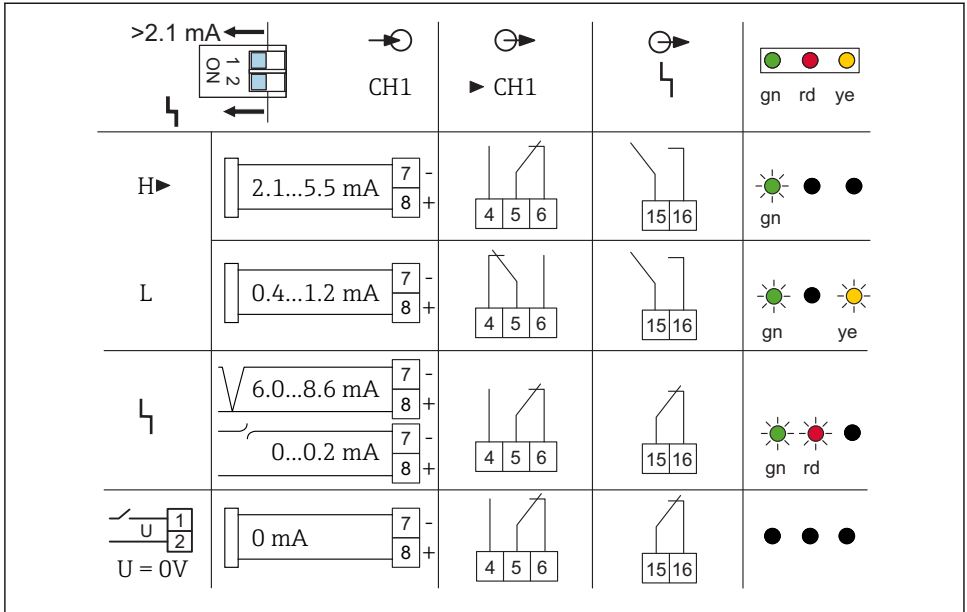 >2.1 mA
1 2
ON
CH1
► CH1
gn rd ye
H►
2.1...5.5 mA
7 -
8 +
4 5 6
15 16
gn
L
0.4...1.2 mA
7 -
8 +
4 5 6
15 16
gn ye
6.0...8.6 mA
7 -
8 +
0...0.2 mA
7 -
8 +
4 5 6
15 16
gn rd
U
1
2
U = 0V
0 mA
7 -
8 +
4 5 6
15 16